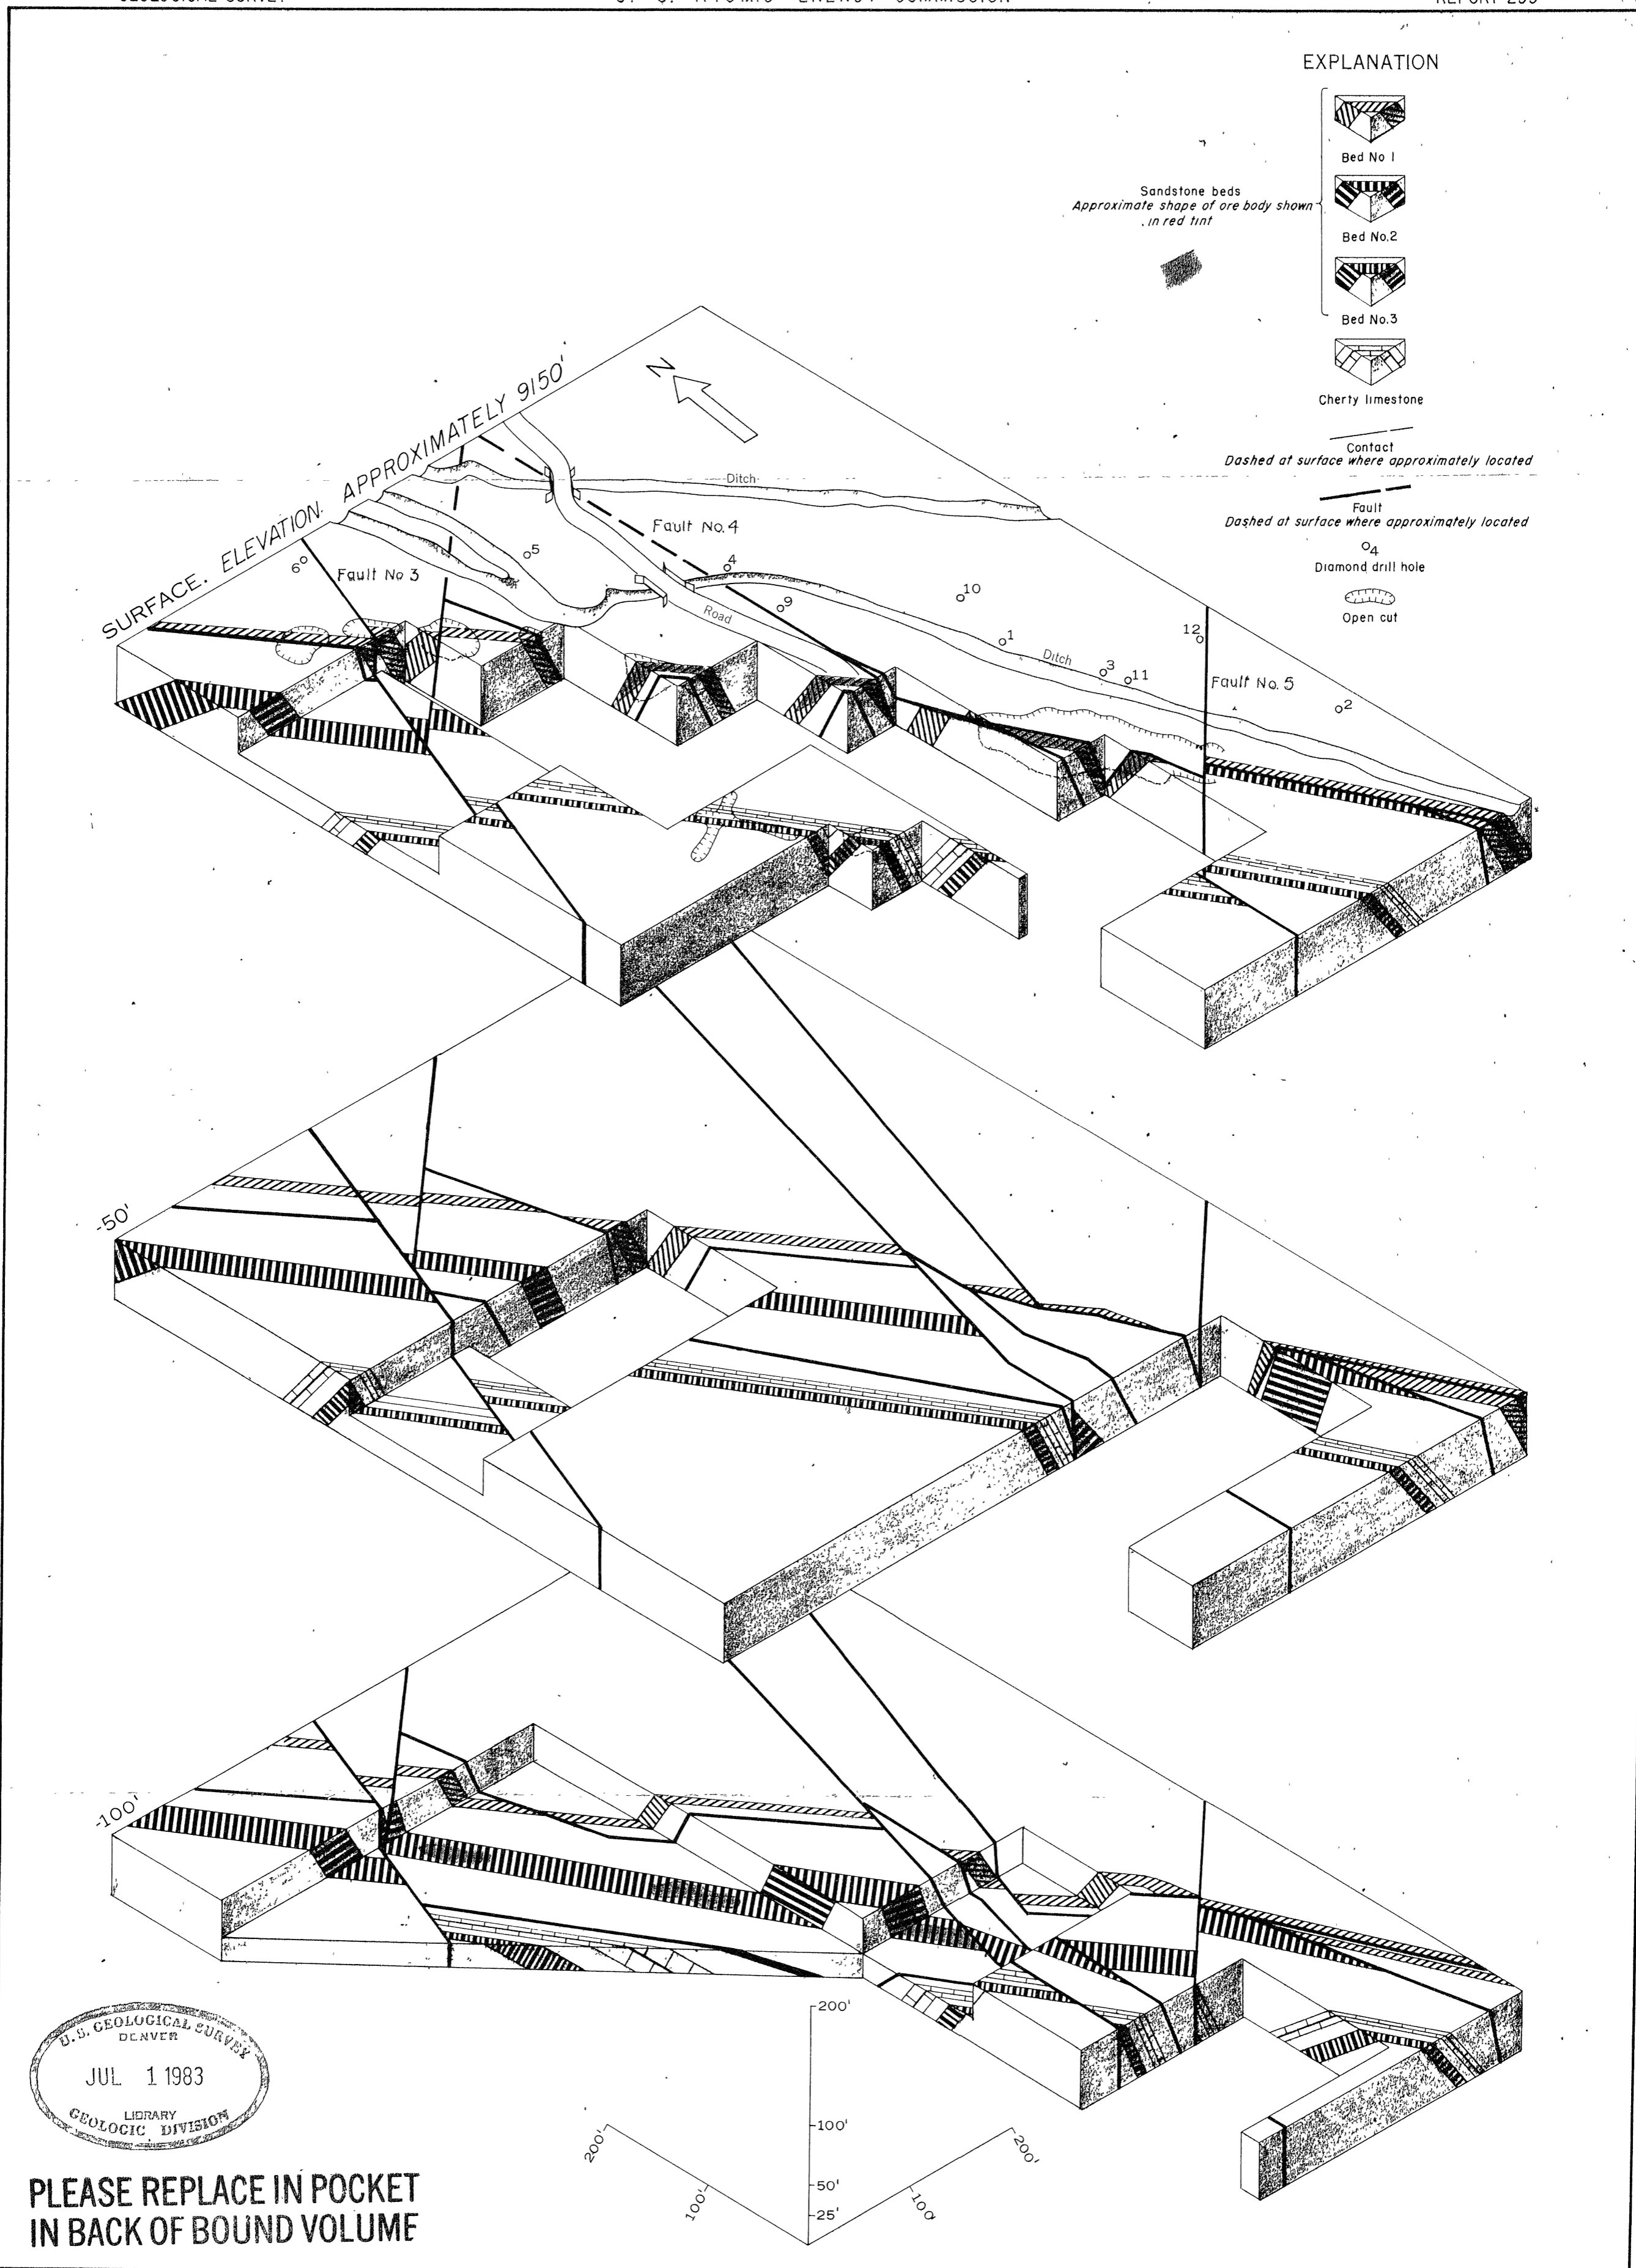 REPORT 299
EXPLANATION
Bed No 1
Sandstone beds
Approximate shape of ore body shown
in red tint
Bed No.2
Bed No.3
Cherty limestone
Contact
Dashed at surface where approximately located
Fault
Dashed at surface where approximately located
4
Diamond drill hole
Open cut
N
SURFACE. ELEVATION. APPROXIMATELY 9150'
Ditch
Fault No.4
5
6
Fault No 3
4
9
10
Road
1
Ditch
3
11
12
Fault No. 5
2
-50'
-100'
U.S. GEOLOGICAL SURVEY
DENVER
JUL 1 1983
LIBRARY
GEOLOGIC DIVISION
200'
100'
50'
25'
200'
100'
200'
100'
PLEASE REPLACE IN POCKET
IN BACK OF BOUND VOLUME